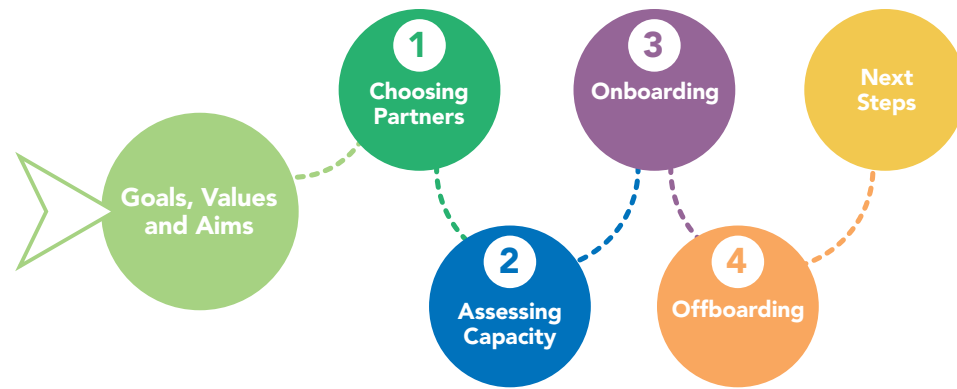 Goals, Values
and Aims
1
Choosing
Partners
2
Assessing
Capacity
3
Onboarding
4
Offboarding
Next
Steps